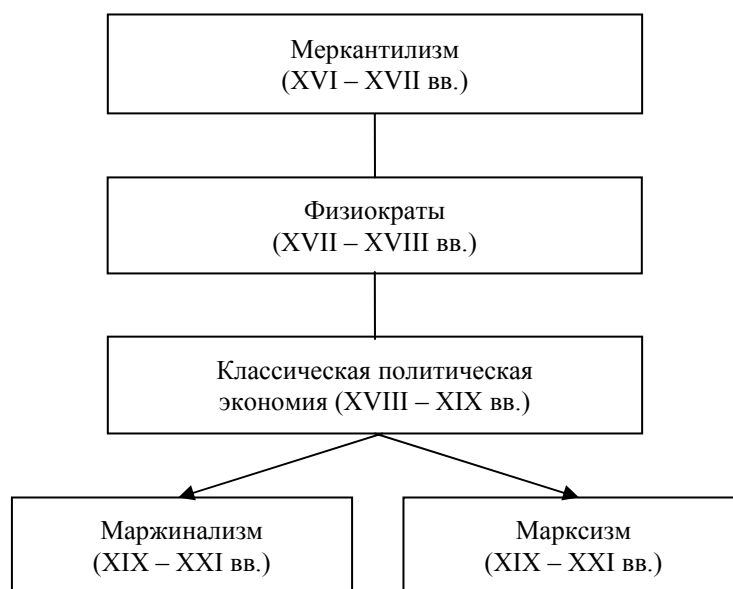 Меркантилизм
(XVI – XVII вв.)
Физиократы
(XVII – XVIII вв.)
Классическая политическая
экономия (XVIII – XIX вв.)
Маржинализм
(XIX – XXI вв.)
Марксизм
(XIX – XXI вв.)